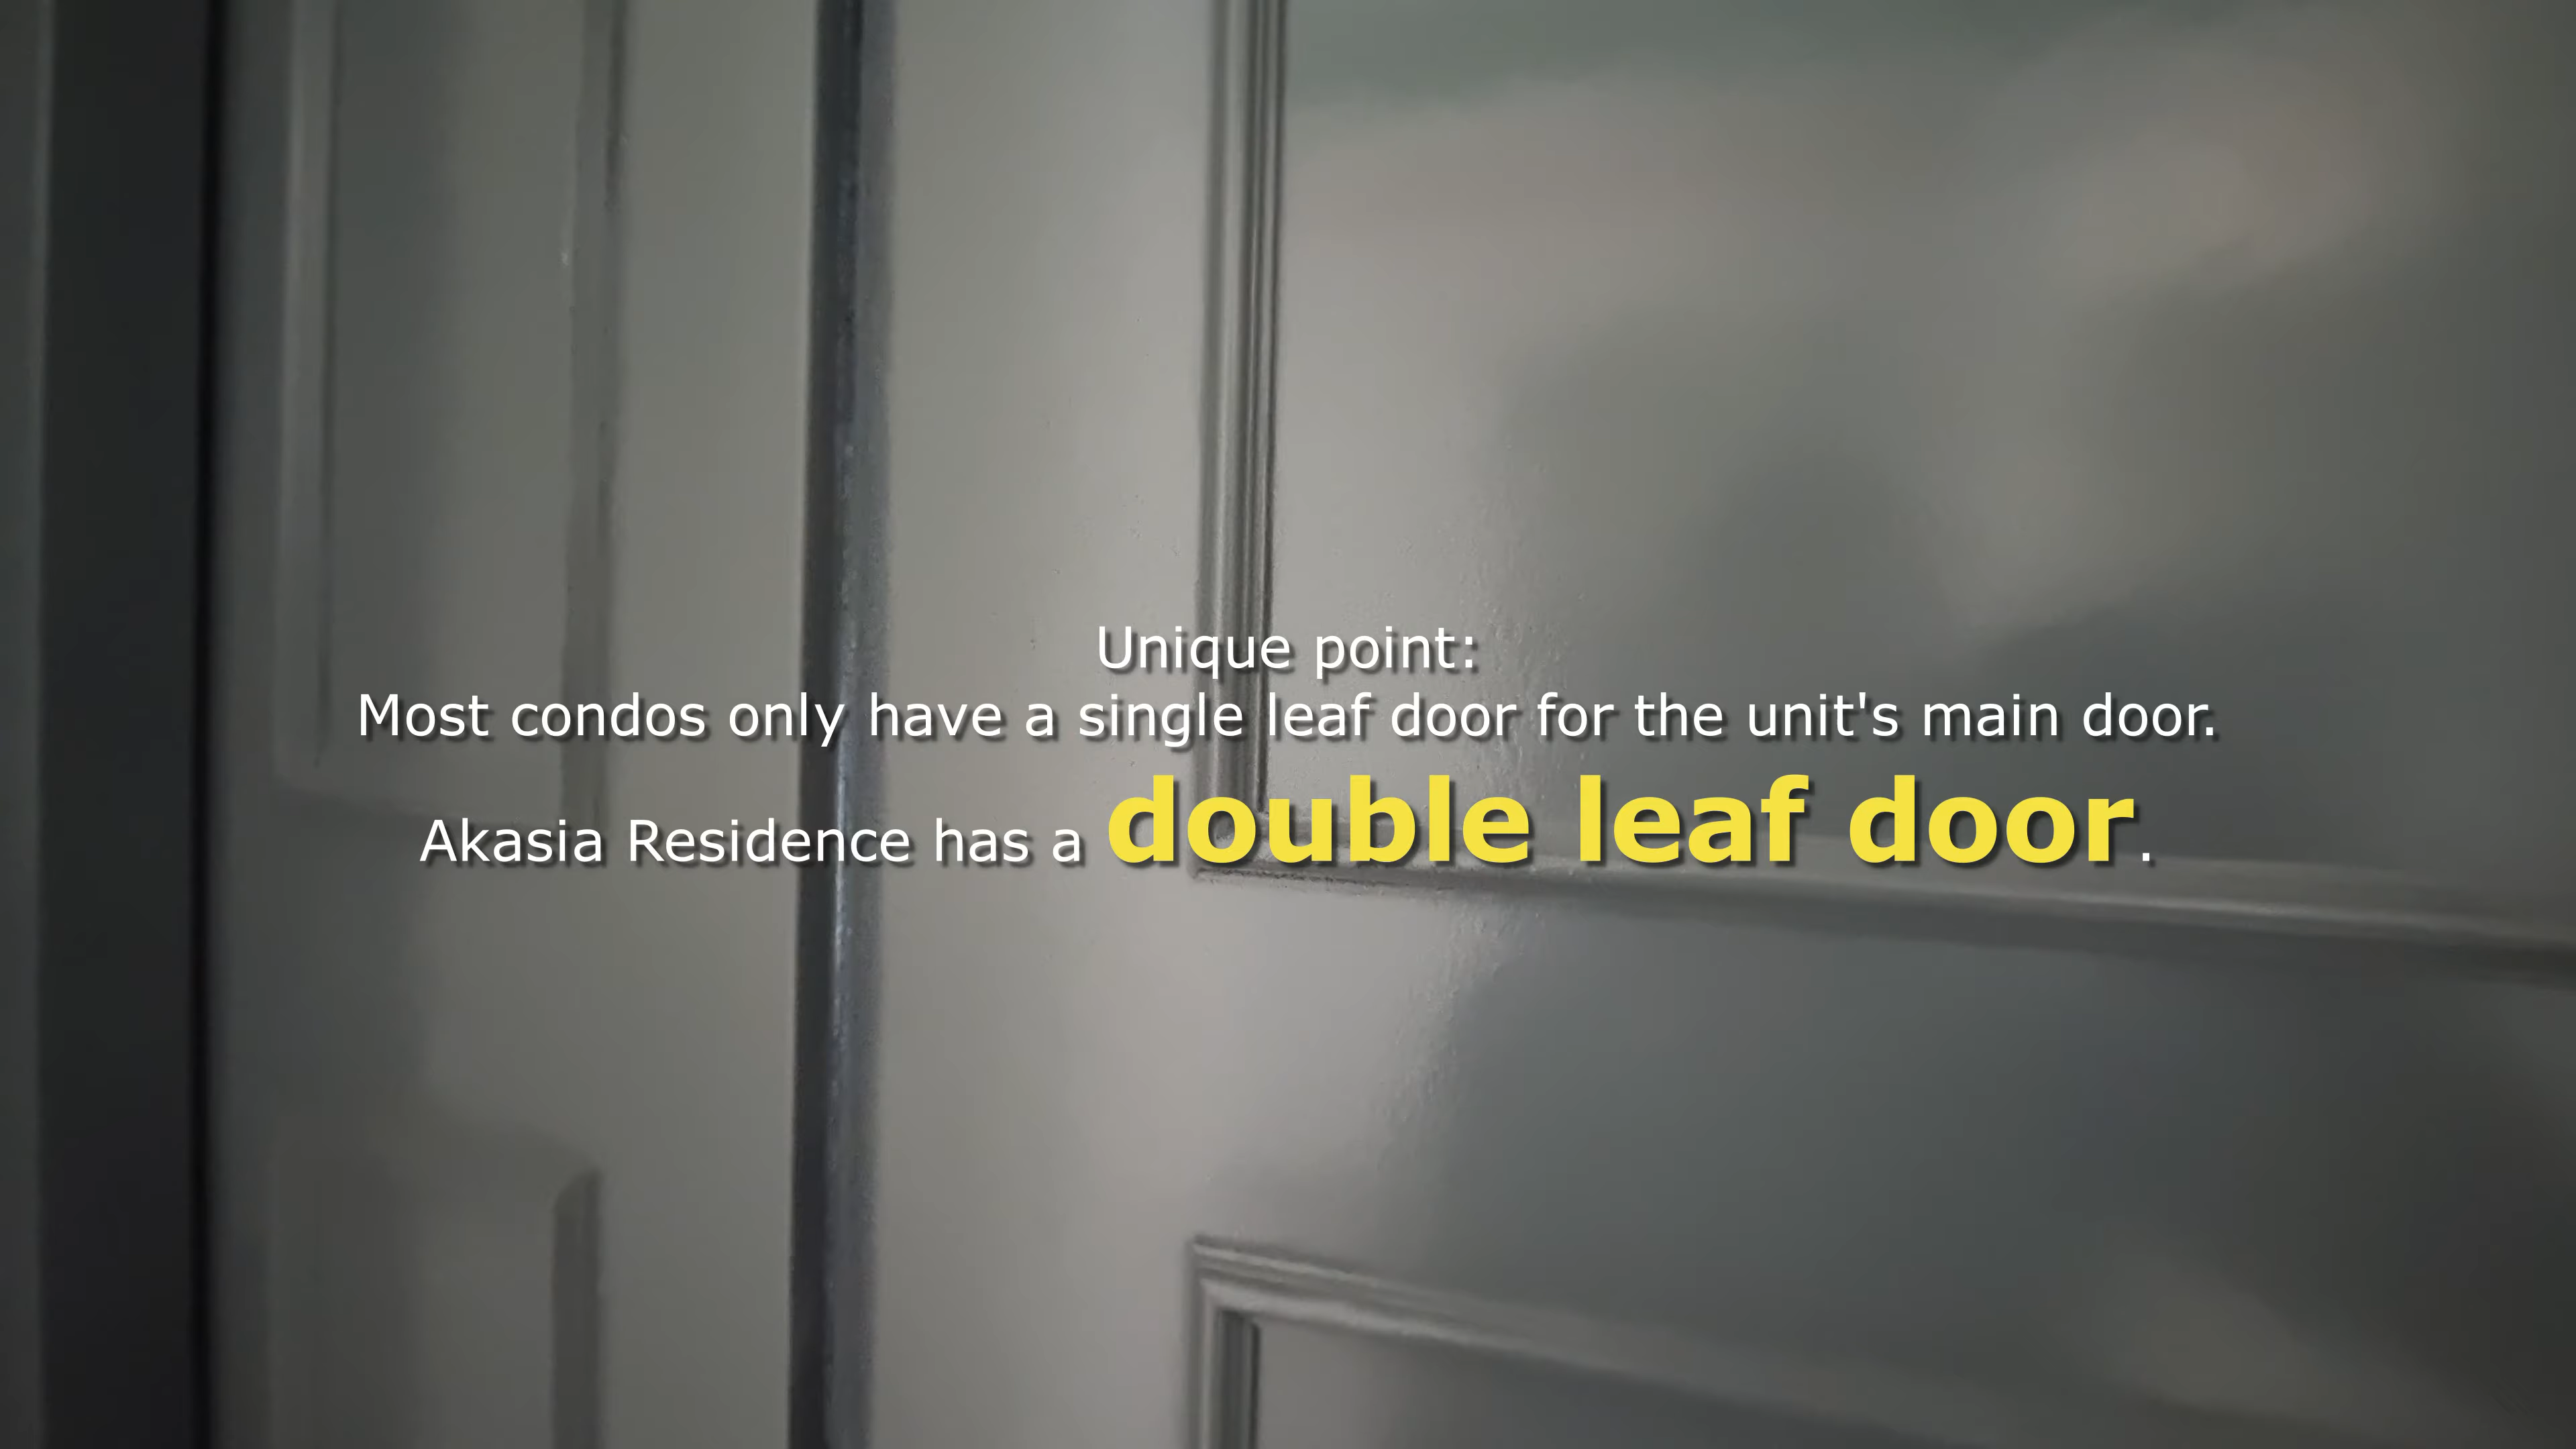 Unique point:
Most condos only have a single leaf door for the unit's main door.
Akasia Residence has a double leaf door.